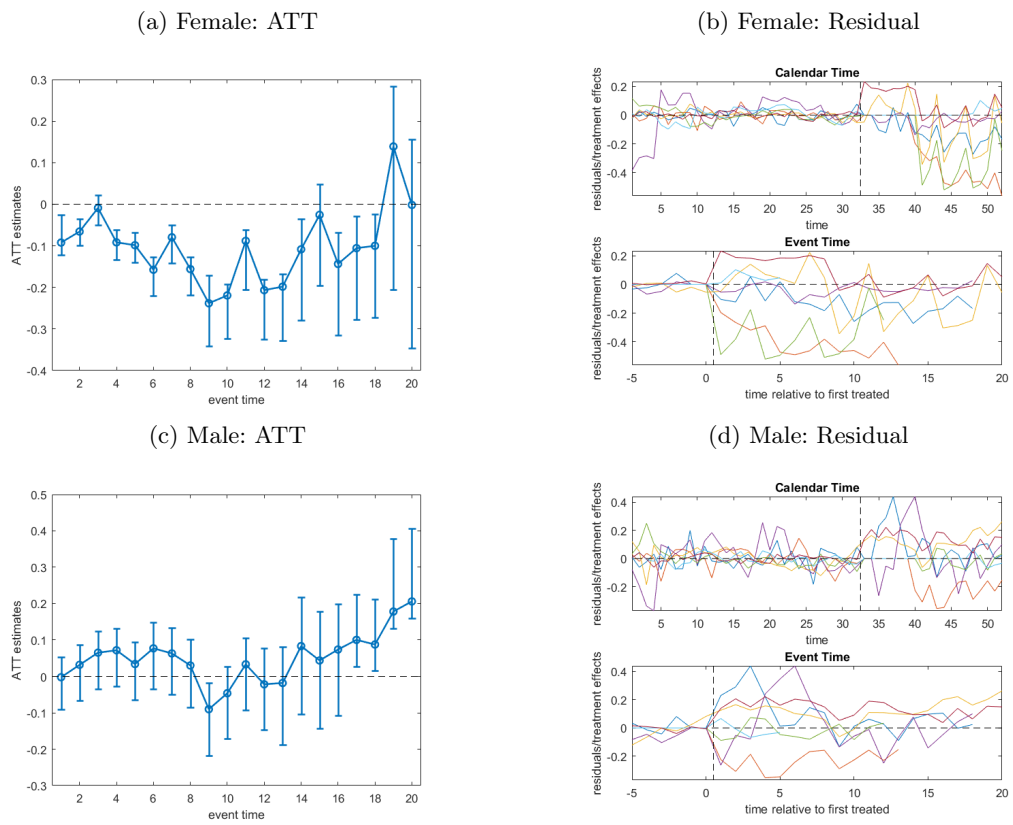 (a) Female: ATT
0.3
0.2
0.1
0
-0.1
-0.2
-0.3
-0.4
ATT estimates
2 4 6 8 10 12 14 16 18 20
event time
(b) Female: Residual
Calendar Time
0.2
0
-0.2
-0.4
residuals/treatment effects
5 10 15 20 25 30 35 40 45 50
time
Event Time
0.2
0
-0.2
-0.4
residuals/treatment effects
-5 0 5 10 15 20
time relative to first treated
(c) Male: ATT
0.5
0.4
0.3
0.2
0.1
0
-0.1
-0.2
-0.3
ATT estimates
2 4 6 8 10 12 14 16 18 20
event time
(d) Male: Residual
Calendar Time
0.4
0.2
0
-0.2
residuals/treatment effects
5 10 15 20 25 30 35 40 45 50
time
Event Time
0.4
0.2
0
-0.2
residuals/treatment effects
-5 0 5 10 15 20
time relative to first treated